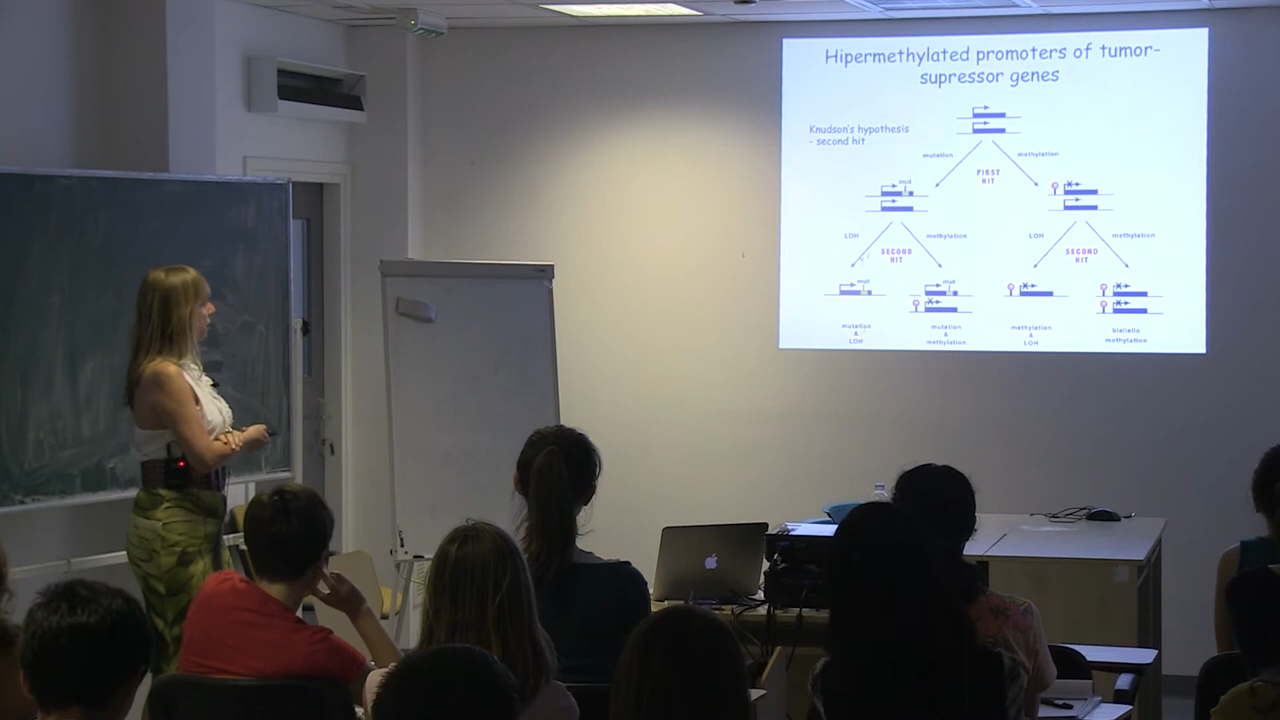 Hipermethylated promoters of tumor-
supressor genes
Knudson's hypothesis
- second hit
mutation
methylation
FIRST
HIT
mut
LOH
methylation
LOH
methylation
SECOND
HIT
SECOND
HIT
mut
mut
mutation
&
LOH
mutation
&
methylation
methylation
&
LOH
biallelic
methylation